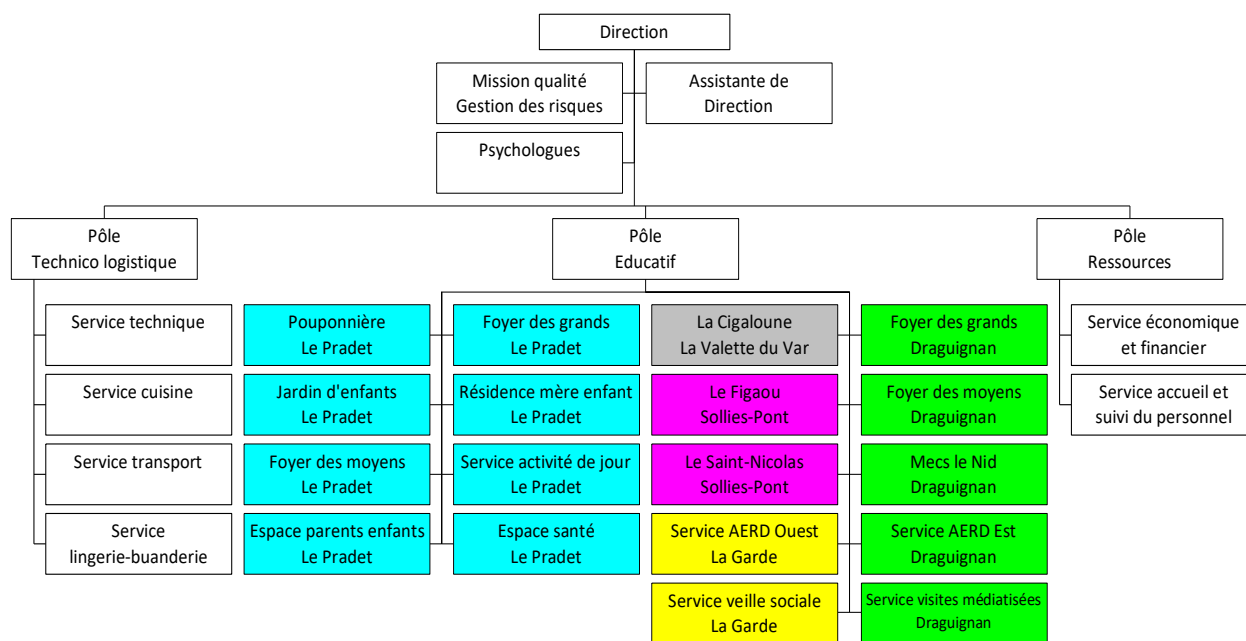 Direction
Mission qualité
Gestion des risques
Assistante de
Direction
Psychologues
Pôle
Technico logistique
Pôle
Educatif
Pôle
Ressources
Service technique
Pouponnière
Le Pradet
Foyer des grands
Le Pradet
La Cigaloune
La Valette du Var
Foyer des grands
Draguignan
Service économique
et financier
Service cuisine
Jardin d'enfants
Le Pradet
Résidence mère enfant
Le Pradet
Le Figaou
Sollies-Pont
Foyer des moyens
Draguignan
Service accueil et
suivi du personnel
Service transport
Foyer des moyens
Le Pradet
Service activité de jour
Le Pradet
Le Saint-Nicolas
Sollies-Pont
Mecs le Nid
Draguignan
Service
lingerie-buanderie
Espace parents enfants
Le Pradet
Espace santé
Le Pradet
Service AERD Ouest
La Garde
Service AERD Est
Draguignan
Service veille sociale
La Garde
Service visites médiatisées
Draguignan